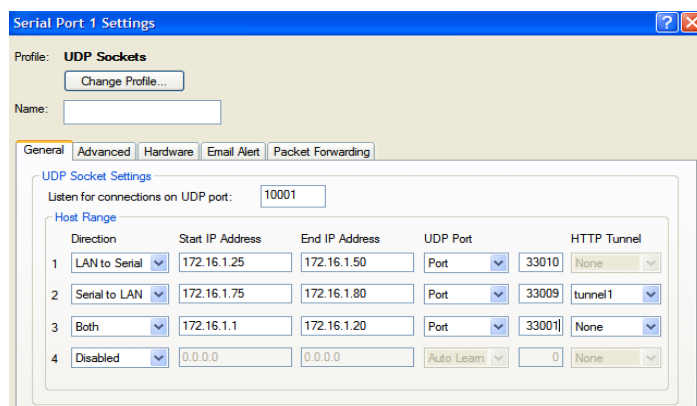 Serial Port 1 Settings
Profile: UDP Sockets
Change Profile...
Name:
General Advanced Hardware Email Alert Packet Forwarding
UDP Socket Settings
Listen for connections on UDP port: 10001
Host Range
Direction Start IP Address End IP Address UDP Port HTTP Tunnel
1 LAN to Serial 172.16.1.25 172.16.1.50 Port 33010 None
2 Serial to LAN 172.16.1.75 172.16.1.80 Port 33009 tunnel1
3 Both 172.16.1.1 172.16.1.20 Port 33001 None
4 Disabled 0.0.0.0 0.0.0.0 Auto Learn 0 None